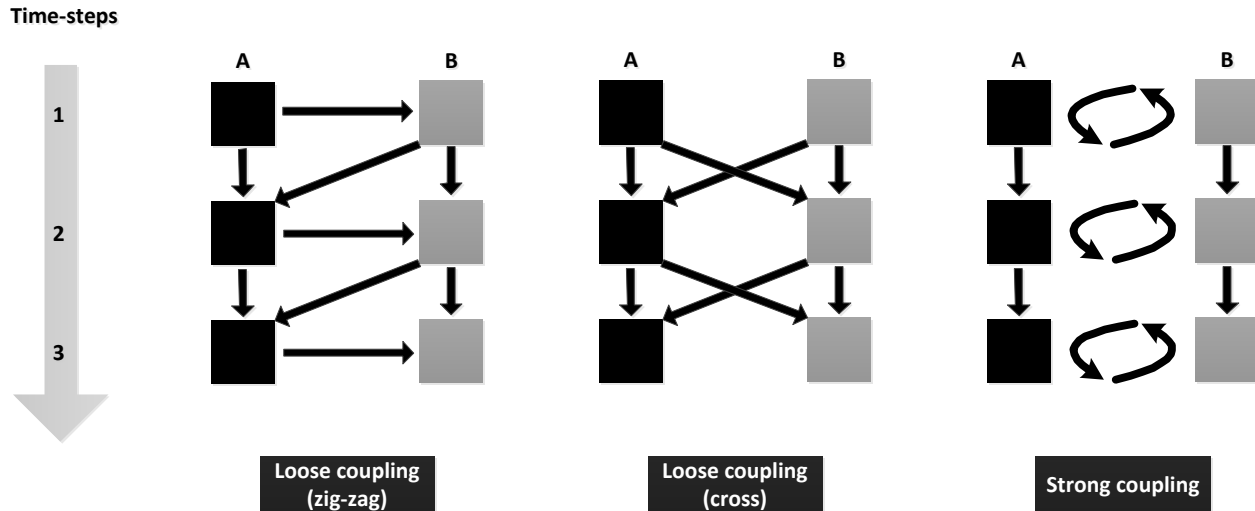 Time-steps
A B A B A B
1
2
3
Loose coupling
(zig-zag)
Loose coupling
(cross)
Strong coupling